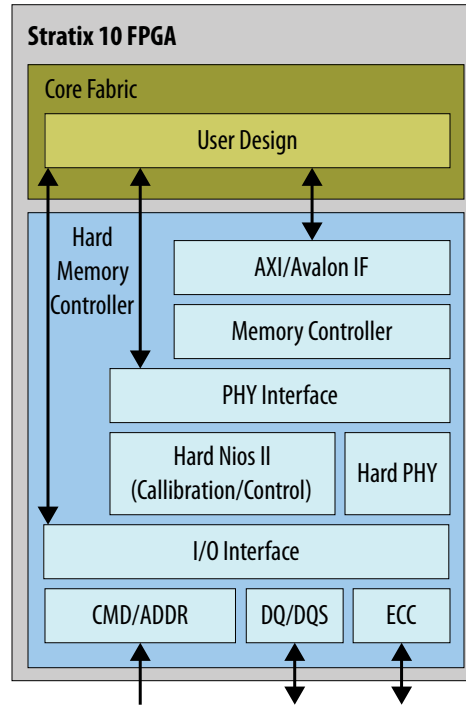 Stratix 10 FPGA
Core Fabric
User Design
Hard
Memory
Controller
AXI/Avalon IF
Memory Controller
PHY Interface
Hard Nios II
(Callibration/Control)
Hard PHY
I/O Interface
CMD/ADDR
DQ/DQS
ECC